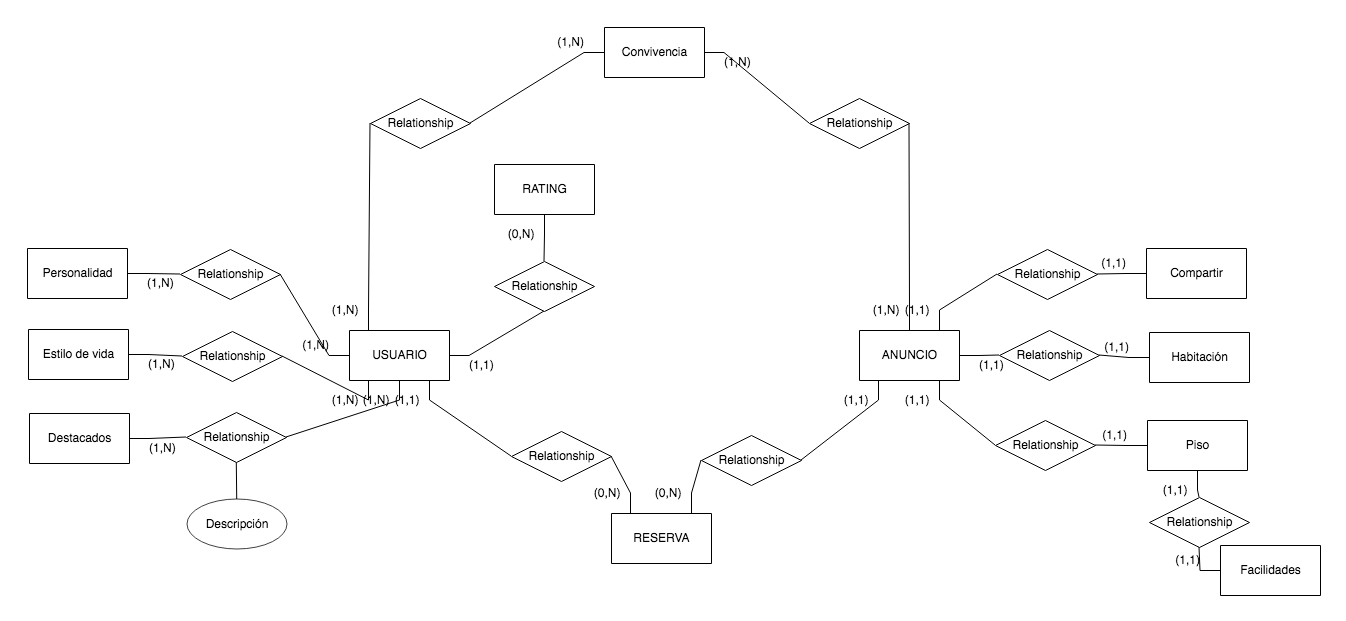 Convivencia
(1,N)
(1,N)
Relationship
Relationship
RATING
(0,N)
Relationship
Personalidad
(1,N)
Relationship
(1,N)
(1,N)
USUARIO
(1,1)
Estilo de vida
(1,N)
Relationship
(1,N)
(1,N)
(1,1)
Destacados
(1,N)
Relationship
Descripción
Relationship
(0,N)
RESERVA
(0,N)
Relationship
(1,1)
(1,1)
(1,N)
(1,1)
ANUNCIO
(1,1)
Relationship
(1,1)
Compartir
Relationship
(1,1)
Habitación
Relationship
(1,1)
Piso
(1,1)
Relationship
(1,1)
Facilidades